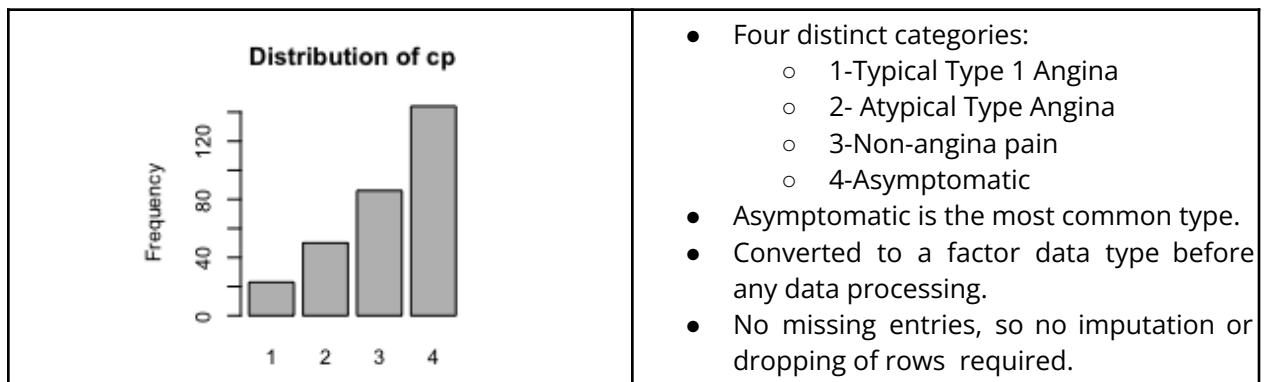 Distribution of cp
Frequency
0 40 80 120
1 2 3 4
● Four distinct categories:
○ 1-Typical Type 1 Angina
○ 2- Atypical Type Angina
○ 3-Non-angina pain
○ 4-Asymptomatic
● Asymptomatic is the most common type.
● Converted to a factor data type before
any data processing.
● No missing entries, so no imputation or
dropping of rows required.